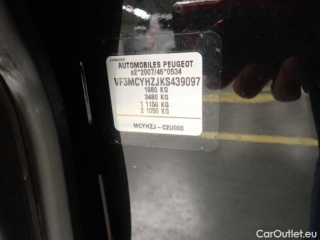 AUTOMOBILES PEUGEOT
e2*2007/46*0534
VF3MCYHZJKS439097
1980 KG
3480 KG
1 1150 KG
2 1050 KG
MCYHZJ-C2U000
CarOutlet.eu